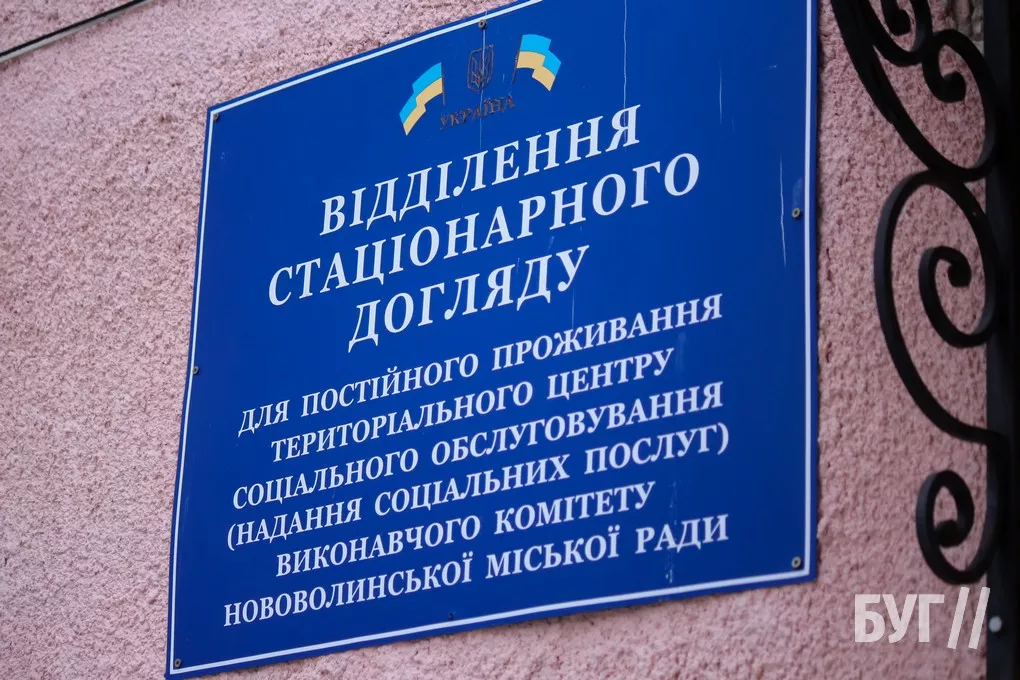 УКРАЇНА
ВІДДІЛЕННЯ
СТАЦІОНАРНОГО
ДОГЛЯДУ
ДЛЯ ПОСТІЙНОГО ПРОЖИВАННЯ
ТЕРИТОРІАЛЬНОГО ЦЕНТРУ
СОЦІАЛЬНОГО ОБСЛУГОВУВАННЯ
(НАДАННЯ СОЦІАЛЬНИХ ПОСЛУГ)
ВИКОНАВЧОГО КОМІТЕТУ
НОВОВОЛИНСЬКОЇ МІСЬКОЇ РАДИ
БУГ//